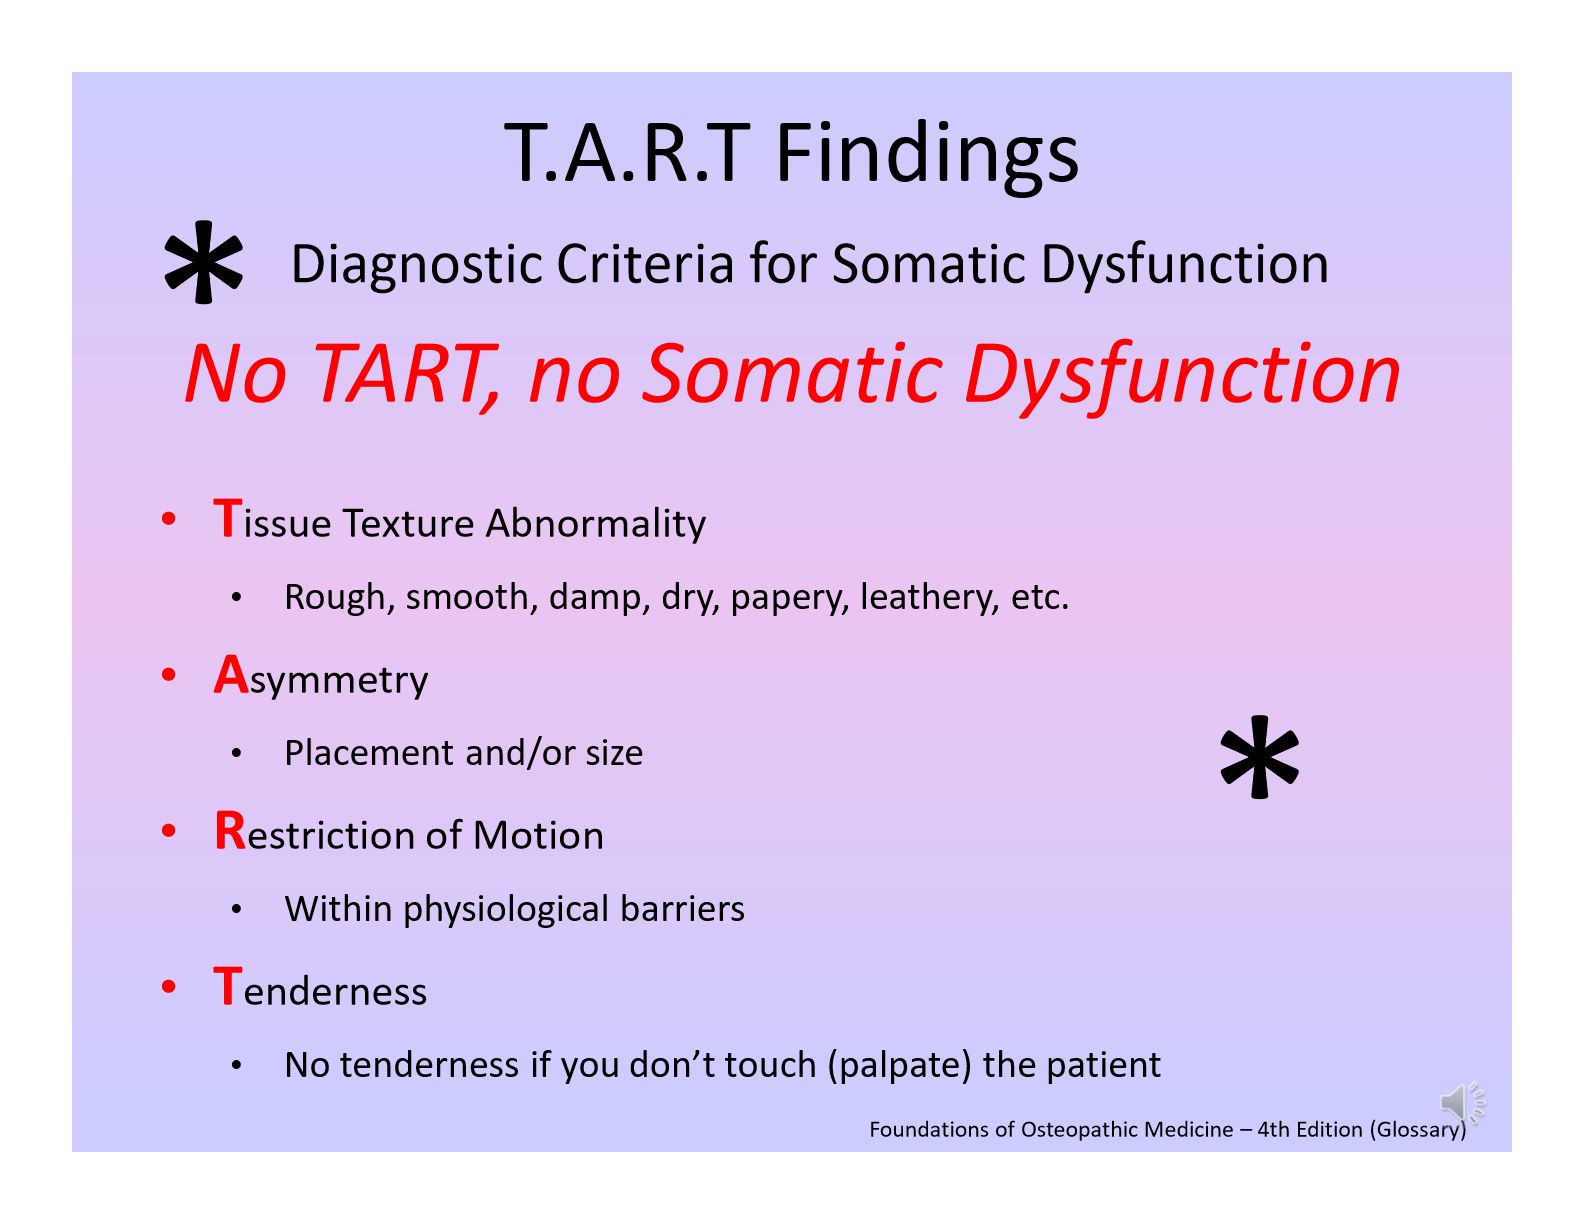 T.A.R.T Findings
* Diagnostic Criteria for Somatic Dysfunction
No TART, no Somatic Dysfunction
• Tissue Texture Abnormality
• Rough, smooth, damp, dry, papery, leathery, etc.
• Asymmetry
• Placement and/or size
*
• Restriction of Motion
• Within physiological barriers
• Tenderness
• No tenderness if you don’t touch (palpate) the patient
Foundations of Osteopathic Medicine – 4th Edition (Glossary)